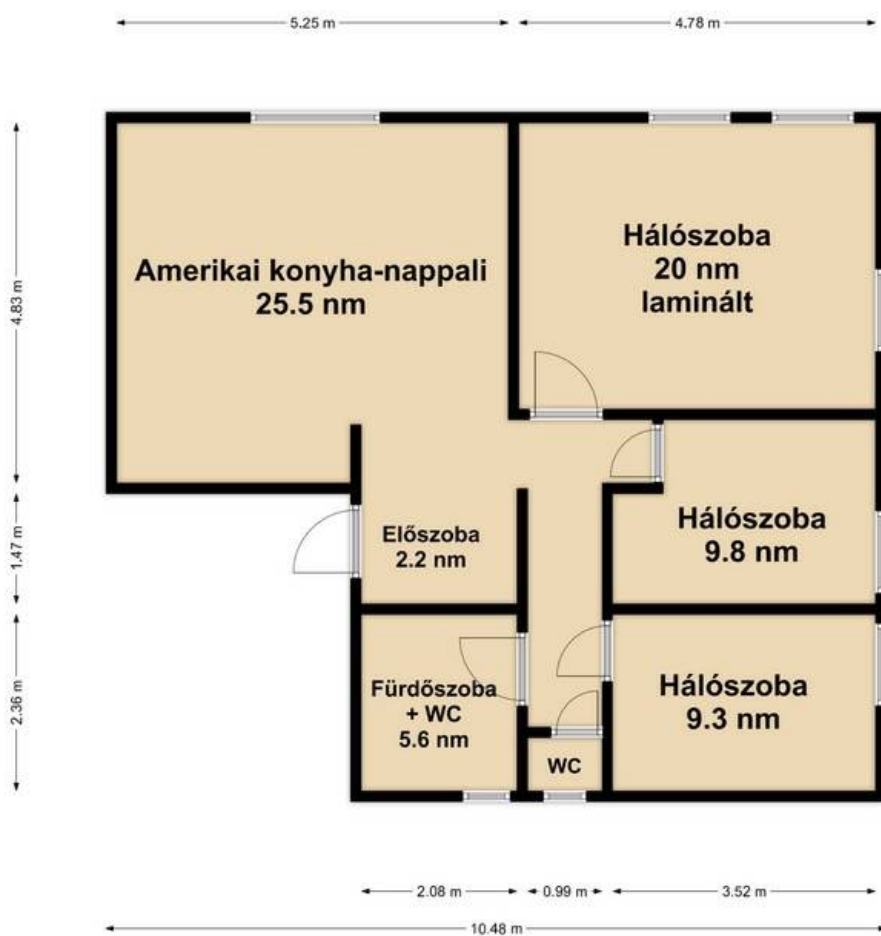 5.25 m
4.78 m
4.83 m
1.47 m
2.36 m
Amerikai konyha-nappali
25.5 nm
Hálószoba
20 nm
laminált
Előszoba
2.2 nm
Hálószoba
9.8 nm
Fürdőszoba
+ WC
5.6 nm
WC
Hálószoba
9.3 nm
2.08 m
0.99 m
3.52 m
10.48 m